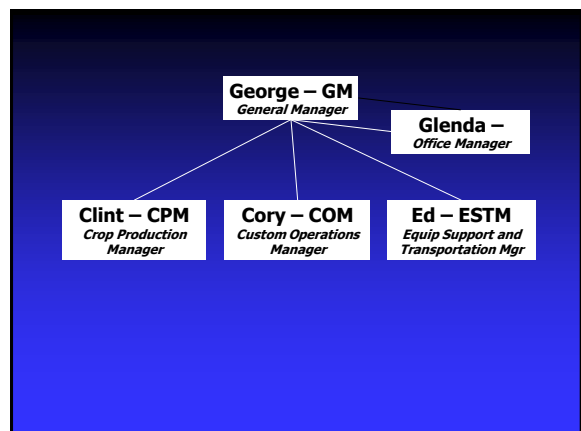 George – GM
General Manager
Glenda –
Office Manager
Clint – CPM
Crop Production
Manager
Cory – COM
Custom Operations
Manager
Ed – ESTM
Equip Support and
Transportation Mgr